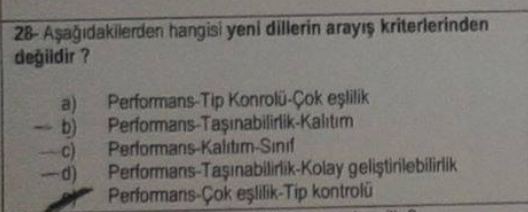 28- Aşağıdakilerden hangisi yeni dillerin arayış kriterlerinden
değildir ?
a) Performans-Tip Konrolü-Çok eşlilik
b) Performans-Taşınabilirlik-Kalıtım
c) Performans-Kalıtım-Sınıf
d) Performans-Taşınabilirlik-Kolay geliştirilebilirlik
Performans-Çok eşlilik-Tip kontrolü